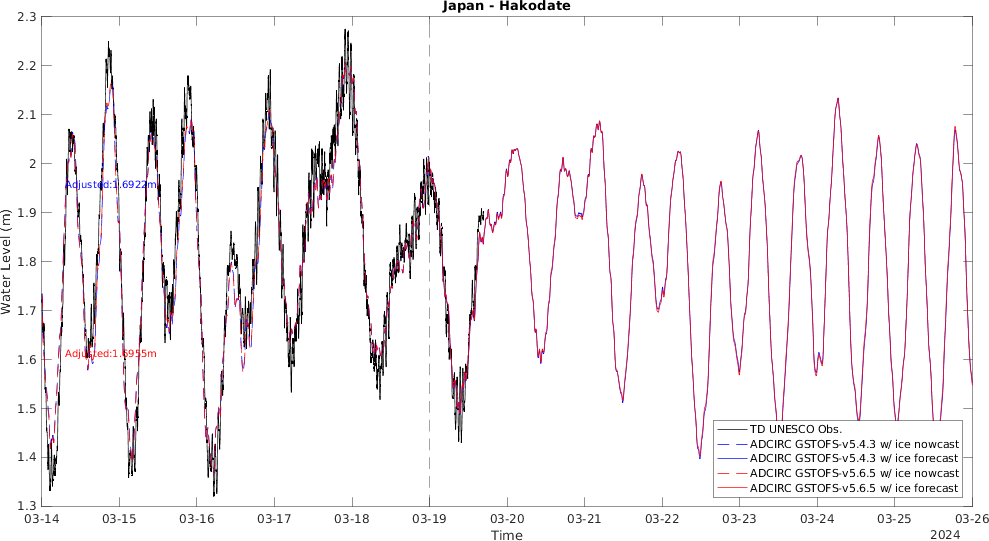 Japan - Hakodate
2.3
2.2
2.1
2
1.9
1.8
1.7
1.6
1.5
1.4
1.3
Water Level (m)
Adjusted:1.6922m
Adjusted:1.6955m
TD UNESCO Obs.
ADCIRC GSTOFS-v5.4.3 w/ ice nowcast
ADCIRC GSTOFS-v5.4.3 w/ ice forecast
ADCIRC GSTOFS-v5.6.5 w/ ice nowcast
ADCIRC GSTOFS-v5.6.5 w/ ice forecast
03-14 03-15 03-16 03-17 03-18 03-19 03-20 03-21 03-22 03-23 03-24 03-25 03-26
Time
2024